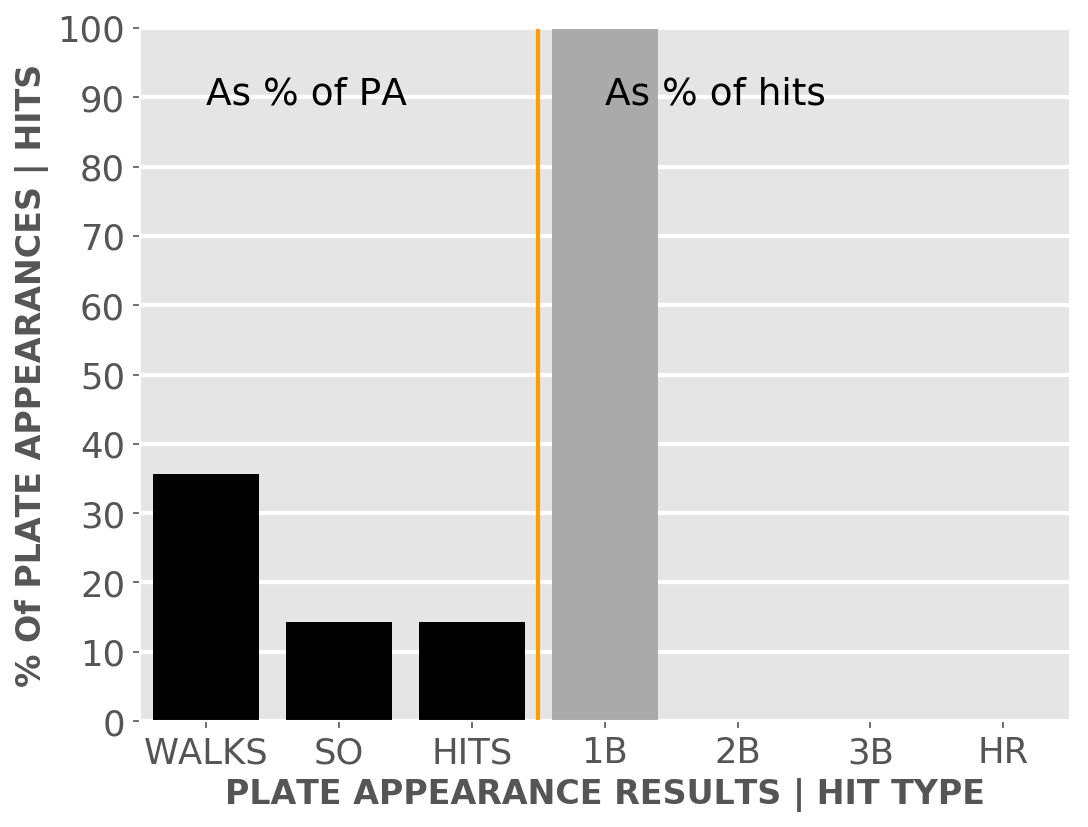 % Of PLATE APPEARANCES | HITS
100
90
80
70
60
50
40
30
20
10
0
As % of PA
As % of hits
WALKS SO HITS 1B 2B 3B HR
PLATE APPEARANCE RESULTS | HIT TYPE